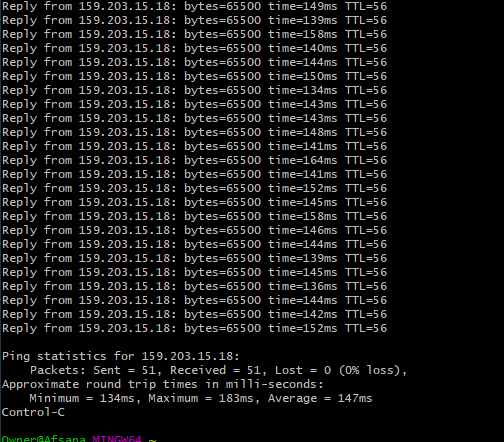 Reply from 159.203.15.18: bytes=65500 time=149ms TTL=56
Reply from 159.203.15.18: bytes=65500 time=139ms TTL=56
Reply from 159.203.15.18: bytes=65500 time=158ms TTL=56
Reply from 159.203.15.18: bytes=65500 time=140ms TTL=56
Reply from 159.203.15.18: bytes=65500 time=144ms TTL=56
Reply from 159.203.15.18: bytes=65500 time=150ms TTL=56
Reply from 159.203.15.18: bytes=65500 time=134ms TTL=56
Reply from 159.203.15.18: bytes=65500 time=143ms TTL=56
Reply from 159.203.15.18: bytes=65500 time=143ms TTL=56
Reply from 159.203.15.18: bytes=65500 time=148ms TTL=56
Reply from 159.203.15.18: bytes=65500 time=141ms TTL=56
Reply from 159.203.15.18: bytes=65500 time=164ms TTL=56
Reply from 159.203.15.18: bytes=65500 time=141ms TTL=56
Reply from 159.203.15.18: bytes=65500 time=152ms TTL=56
Reply from 159.203.15.18: bytes=65500 time=145ms TTL=56
Reply from 159.203.15.18: bytes=65500 time=158ms TTL=56
Reply from 159.203.15.18: bytes=65500 time=146ms TTL=56
Reply from 159.203.15.18: bytes=65500 time=144ms TTL=56
Reply from 159.203.15.18: bytes=65500 time=139ms TTL=56
Reply from 159.203.15.18: bytes=65500 time=145ms TTL=56
Reply from 159.203.15.18: bytes=65500 time=136ms TTL=56
Reply from 159.203.15.18: bytes=65500 time=144ms TTL=56
Reply from 159.203.15.18: bytes=65500 time=142ms TTL=56
Reply from 159.203.15.18: bytes=65500 time=152ms TTL=56
Ping statistics for 159.203.15.18:
Packets: Sent = 51, Received = 51, Lost = 0 (0% loss),
Approximate round trip times in milli-seconds:
Minimum = 134ms, Maximum = 183ms, Average = 147ms
Control-C
Owner@Afsana MINGW64 ~